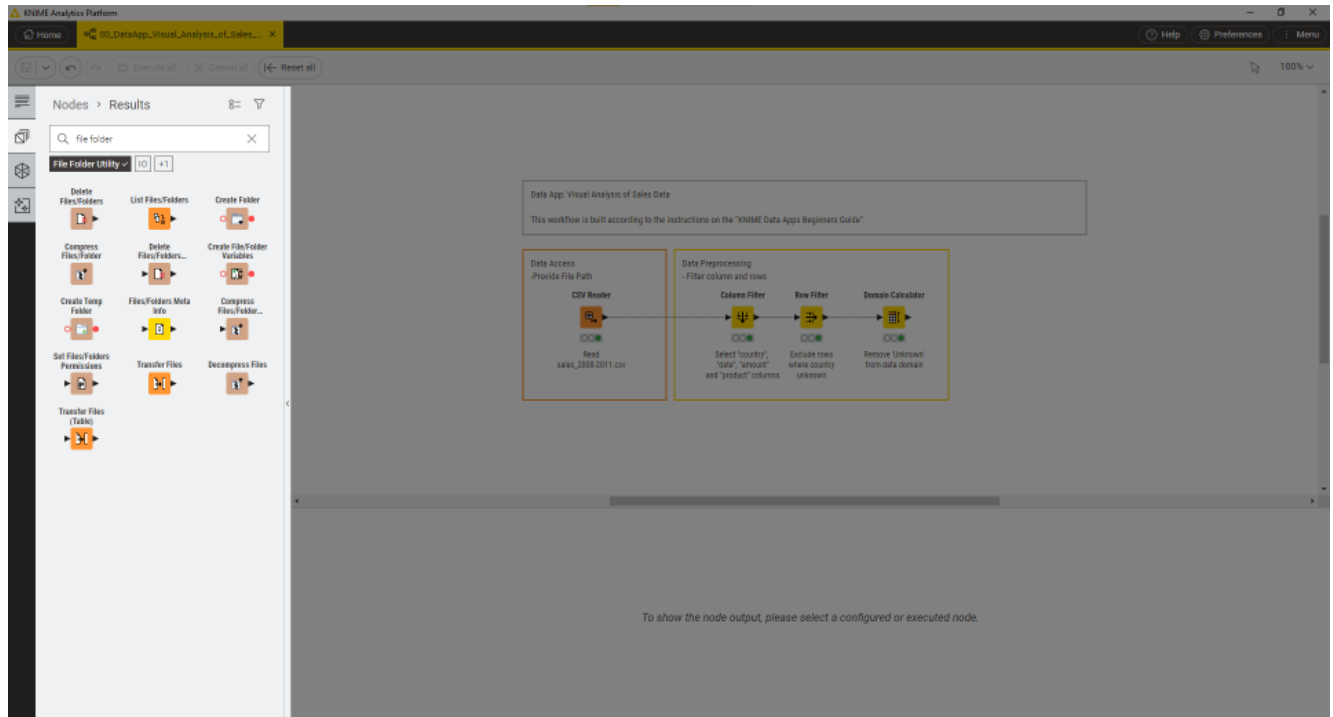 KNIME Analytics Platform
Home
00_DataApp_Visual_Analysis_of_Sales_...
Help
Preferences
Menu
Execute all
Cancel all
Reset all
100%
Nodes > Results
file folder
File Folder Utility
IO
+1
Delete
Files/Folders
List Files/Folders
Create Folder
Compress
Files/Folder
Delete
Files/Folders...
Create File/Folder
Variables
Create Temp
Folder
Files/Folders Meta
Info
Compress
Files/Folder...
Set Files/Folders
Permissions
Transfer Files
Decompress Files
Transfer Files
(Table)
Data App: Visual Analysis of Sales Data
This workflow is built according to the instructions on the "KNIME Data Apps Beginners Guide".
Data Access
-Provide File Path
CSV Reader
Read
sales_2008-2011.csv
Data Preprocessing
- Filter column and rows
Column Filter
Select "country",
"date", "amount"
and "product" columns
Row Filter
Exclude rows
where country
unknown
Domain Calculator
Remove 'Unknown'
from data domain
To show the node output, please select a configured or executed node.